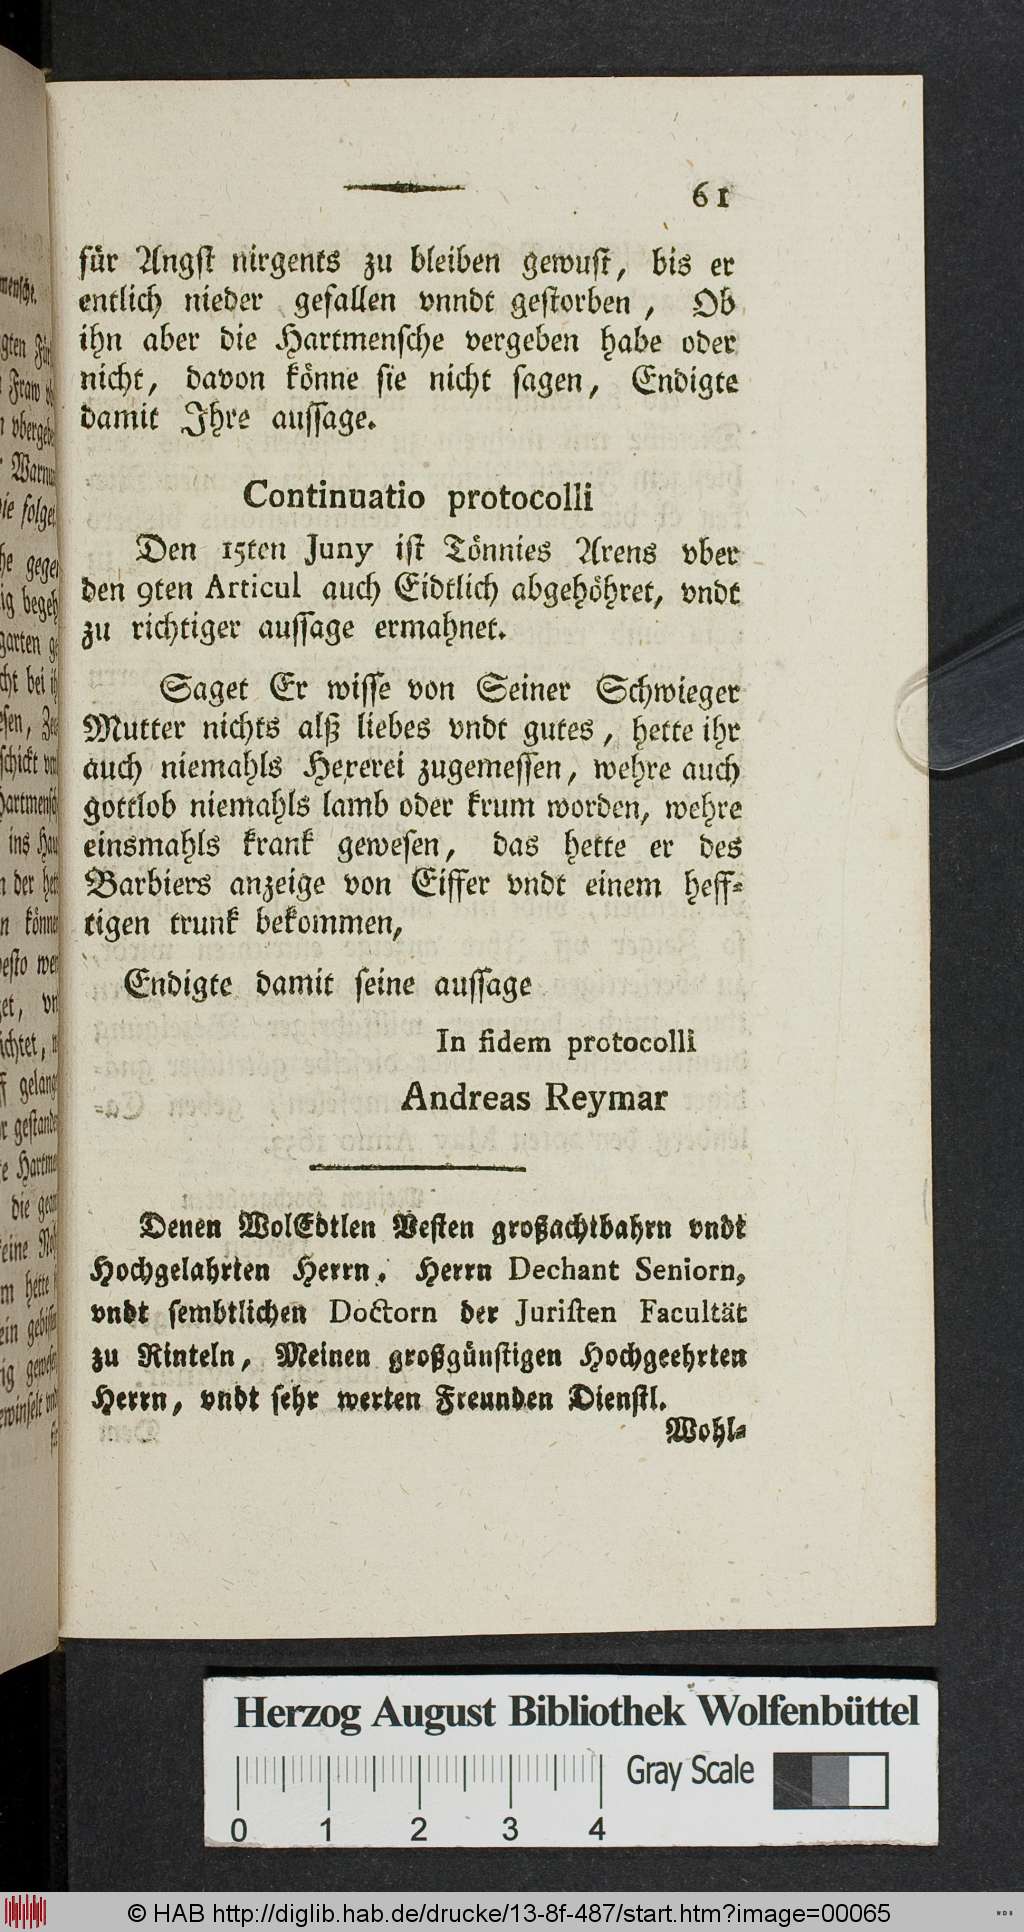 61
für Angst nirgents zu bleiben gewust, bis er
entlich nieder gefallen vnndt gestorben, Ob
ihn aber die Hartmensche vergeben habe oder
nicht, davon könne sie nicht sagen, Endigte
damit Jhre aussage.
Continuatio protocolli
Den 15ten Juny ist Tönnies Arens vber
den 9ten Articul auch Eidtlich abgehöhret, vndt
zu richtiger aussage ermahnet.
Saget Er wisse von Seiner Schwieger
Mutter nichts alß liebes vndt gutes, hette ihr
auch niemahls Hexerei zugemessen, wehre auch
gottlob niemahls lamb oder krum worden, wehre
einsmahls krank gewesen, das hette er des
Barbiers anzeige von Eiffer vndt einem heff-
tigen trunk bekommen,
Endigte damit seine aussage
In fidem protocolli
Andreas Reymar
Denen WolEdtlen Vesten großachtbahrn vndt
Hochgelahrten Herrn. Herrn Dechant Seniorn,
vndt sembtlichen Doctorn der Juristen Facultät
zu Rinteln, Meinen großgünstigen Hochgeehrten
Herrn, vndt sehr werten Freunden Dienstl.
Wohl-
Herzog August Bibliothek Wolfenbüttel
Gray Scale
0 1 2 3 4
© HAB http://diglib.hab.de/drucke/13-8f-487/start.htm?image=00065